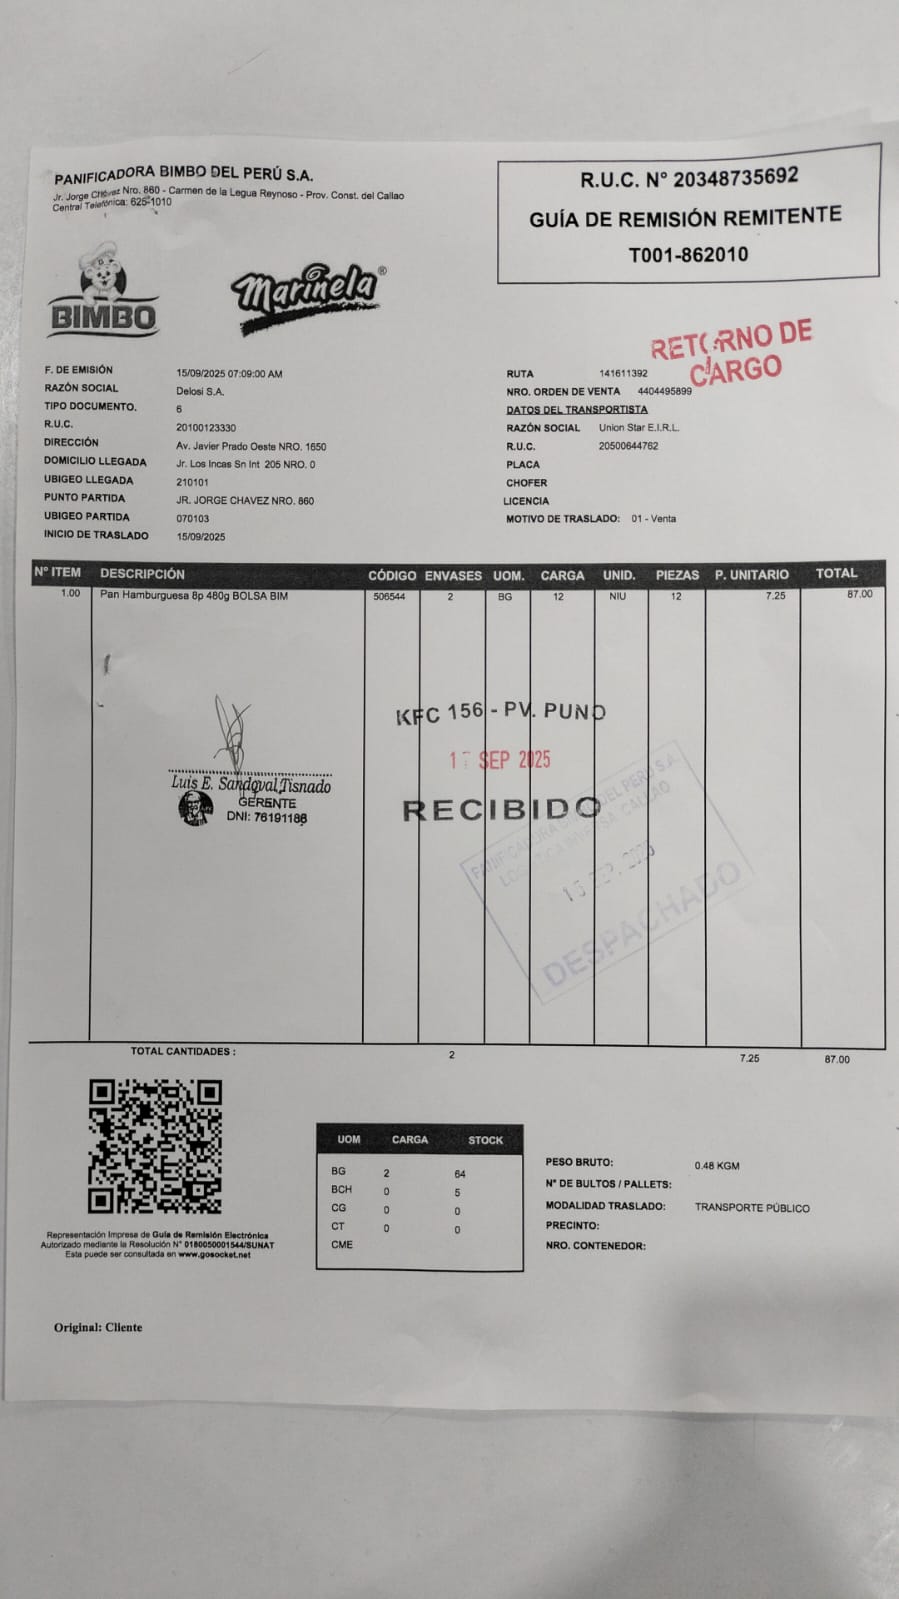 PANIFICADORA BIMBO DEL PERÚ S.A.
Jr. Jorge Chávez Nro. 860 - Carmen de la Legua Reynoso - Prov. Const. del Callao
Central Telefónica: 625-1010
R.U.C. N° 20348735692
GUÍA DE REMISIÓN REMITENTE
T001-862010
BIMBO
Marinela®
RETORNO DE
CARGO
F. DE EMISIÓN 15/09/2025 07:09:00 AM
RAZÓN SOCIAL Delosi S.A.
TIPO DOCUMENTO. 6
R.U.C. 20100123330
DIRECCIÓN Av. Javier Prado Oeste NRO. 1650
DOMICILIO LLEGADA Jr. Los Incas Sn Int 205 NRO. 0
UBIGEO LLEGADA 210101
PUNTO PARTIDA JR. JORGE CHAVEZ NRO. 860
UBIGEO PARTIDA 070103
INICIO DE TRASLADO 15/09/2025
RUTA 141611392
NRO. ORDEN DE VENTA 4404495899
DATOS DEL TRANSPORTISTA
RAZÓN SOCIAL Union Star E.I.R.L.
R.U.C. 20500644762
PLACA
CHOFER
LICENCIA
MOTIVO DE TRASLADO: 01 - Venta
N° ITEM DESCRIPCIÓN CÓDIGO ENVASES UOM. CARGA UNID. PIEZAS P. UNITARIO TOTAL
1.00 Pan Hamburguesa 8p 480g BOLSA BIM 506544 2 BG 12 NIU 12 7.25 87.00
KFC 156 - PV. PUNO
SEP 2025
RECIBIDO
Luis E. Sandoval Tisnado
GERENTE
DNI: 76191186
PANIFICADORA BIMBO DEL PERU S.A.
SEP. 2025
DESPACHADO
TOTAL CANTIDADES : 2 7.25 87.00
UOM CARGA STOCK
BG 2 64
BCH 0 5
CG 0 0
CT 0 0
CME
PESO BRUTO: 0.48 KGM
N° DE BULTOS / PALLETS:
MODALIDAD TRASLADO: TRANSPORTE PÚBLICO
PRECINTO:
NRO. CONTENEDOR:
Representación Impresa de Guía de Remisión Electrónica
Autorizado mediante la Resolución N° 0180050001544/SUNAT
Esta puede ser consultada en www.gosocket.net
Original: Cliente